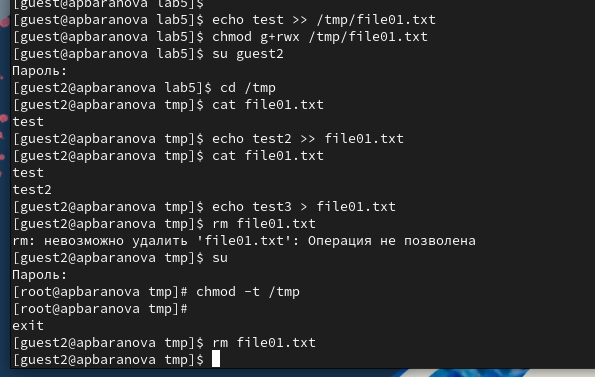 [guest@apbaranova lab5]$
[guest@apbaranova lab5]$ echo test >> /tmp/file01.txt
[guest@apbaranova lab5]$ chmod g+rwx /tmp/file01.txt
[guest@apbaranova lab5]$ su guest2
Пароль:
[guest2@apbaranova lab5]$ cd /tmp
[guest2@apbaranova tmp]$ cat file01.txt
test
[guest2@apbaranova tmp]$ echo test2 >> file01.txt
[guest2@apbaranova tmp]$ cat file01.txt
test
test2
[guest2@apbaranova tmp]$ echo test3 > file01.txt
[guest2@apbaranova tmp]$ rm file01.txt
rm: невозможно удалить 'file01.txt': Операция не позволена
[guest2@apbaranova tmp]$ su
Пароль:
[root@apbaranova tmp]# chmod -t /tmp
[root@apbaranova tmp]#
exit
[guest2@apbaranova tmp]$ rm file01.txt
[guest2@apbaranova tmp]$